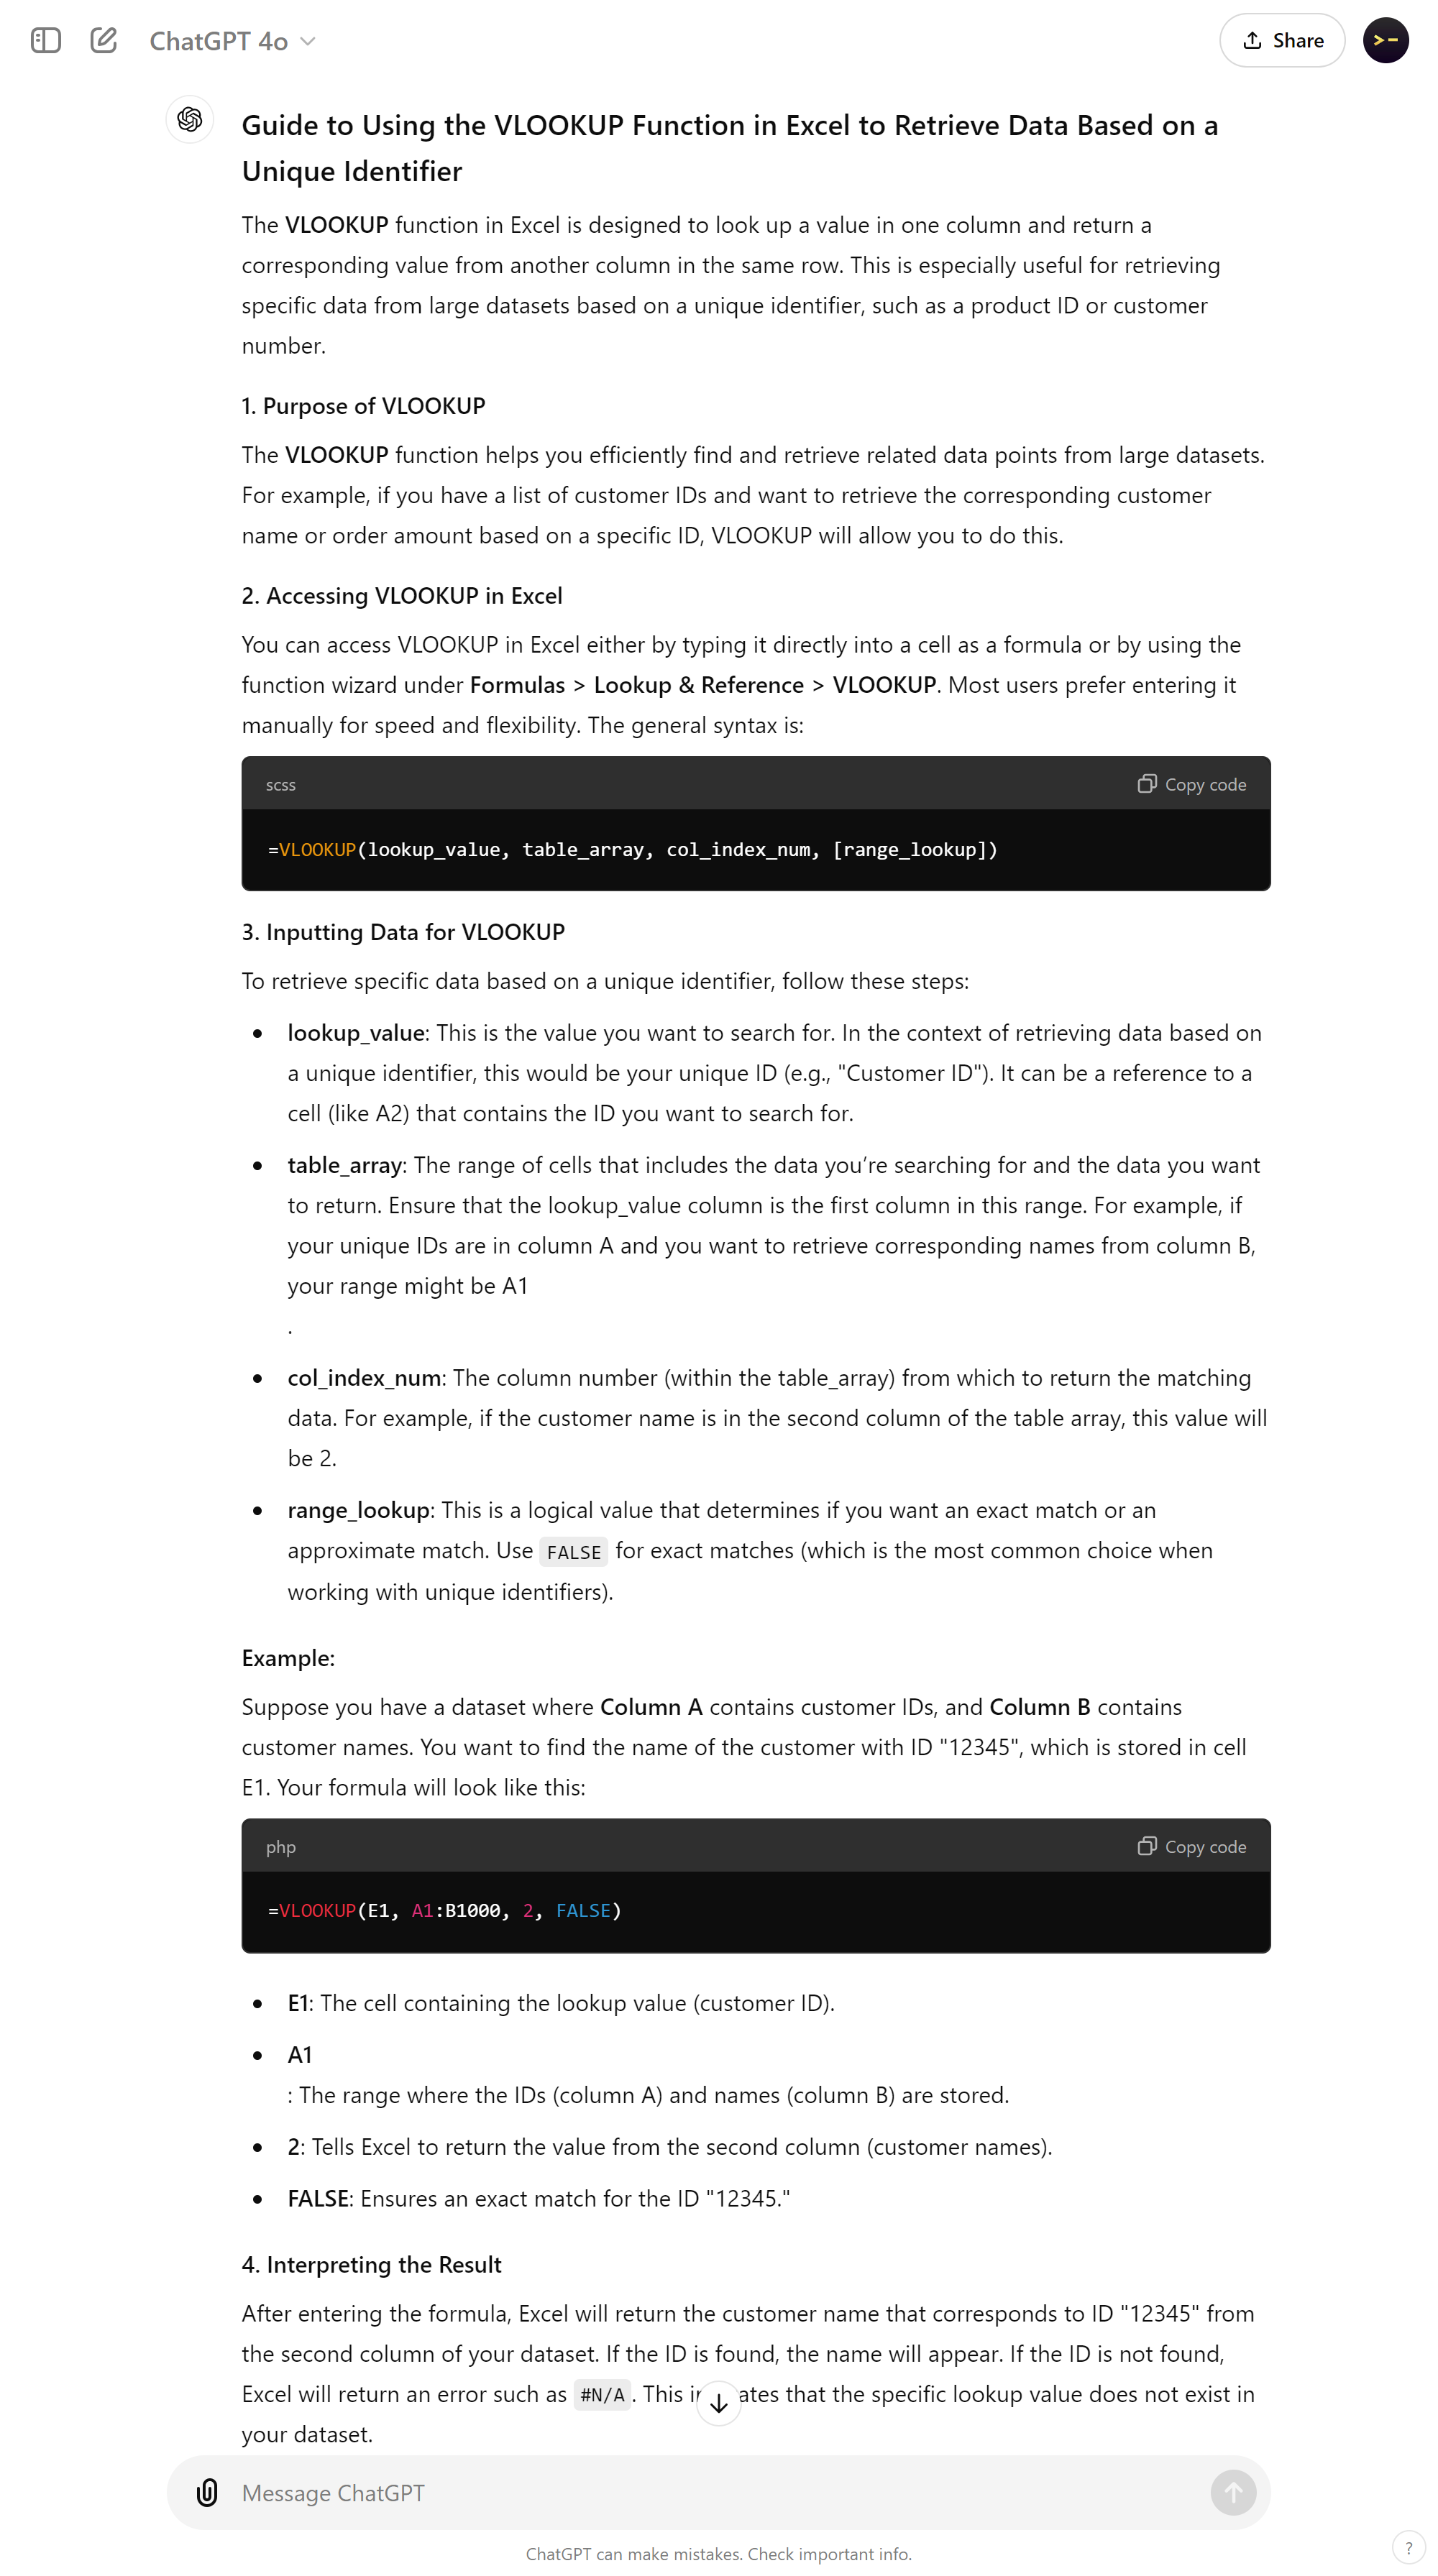 ChatGPT 4o
Share
Guide to Using the VLOOKUP Function in Excel to Retrieve Data Based on a
Unique Identifier
The VLOOKUP function in Excel is designed to look up a value in one column and return a
corresponding value from another column in the same row. This is especially useful for retrieving
specific data from large datasets based on a unique identifier, such as a product ID or customer
number.
1. Purpose of VLOOKUP
The VLOOKUP function helps you efficiently find and retrieve related data points from large datasets.
For example, if you have a list of customer IDs and want to retrieve the corresponding customer
name or order amount based on a specific ID, VLOOKUP will allow you to do this.
2. Accessing VLOOKUP in Excel
You can access VLOOKUP in Excel either by typing it directly into a cell as a formula or by using the
function wizard under Formulas > Lookup & Reference > VLOOKUP. Most users prefer entering it
manually for speed and flexibility. The general syntax is:
scss
Copy code
=VLOOKUP(lookup_value, table_array, col_index_num, [range_lookup])
3. Inputting Data for VLOOKUP
To retrieve specific data based on a unique identifier, follow these steps:
• lookup_value: This is the value you want to search for. In the context of retrieving data based on
a unique identifier, this would be your unique ID (e.g., "Customer ID"). It can be a reference to a
cell (like A2) that contains the ID you want to search for.
• table_array: The range of cells that includes the data you’re searching for and the data you want
to return. Ensure that the lookup_value column is the first column in this range. For example, if
your unique IDs are in column A and you want to retrieve corresponding names from column B,
your range might be A1
.
• col_index_num: The column number (within the table_array) from which to return the matching
data. For example, if the customer name is in the second column of the table array, this value will
be 2.
• range_lookup: This is a logical value that determines if you want an exact match or an
approximate match. Use FALSE for exact matches (which is the most common choice when
working with unique identifiers).
Example:
Suppose you have a dataset where Column A contains customer IDs, and Column B contains
customer names. You want to find the name of the customer with ID "12345", which is stored in cell
E1. Your formula will look like this:
php
Copy code
=VLOOKUP(E1, A1:B1000, 2, FALSE)
• E1: The cell containing the lookup value (customer ID).
• A1
: The range where the IDs (column A) and names (column B) are stored.
• 2: Tells Excel to return the value from the second column (customer names).
• FALSE: Ensures an exact match for the ID "12345."
4. Interpreting the Result
After entering the formula, Excel will return the customer name that corresponds to ID "12345" from
the second column of your dataset. If the ID is found, the name will appear. If the ID is not found,
Excel will return an error such as #N/A. This that the specific lookup value does not exist in
your dataset.
Message ChatGPT
ChatGPT can make mistakes. Check important info.
?